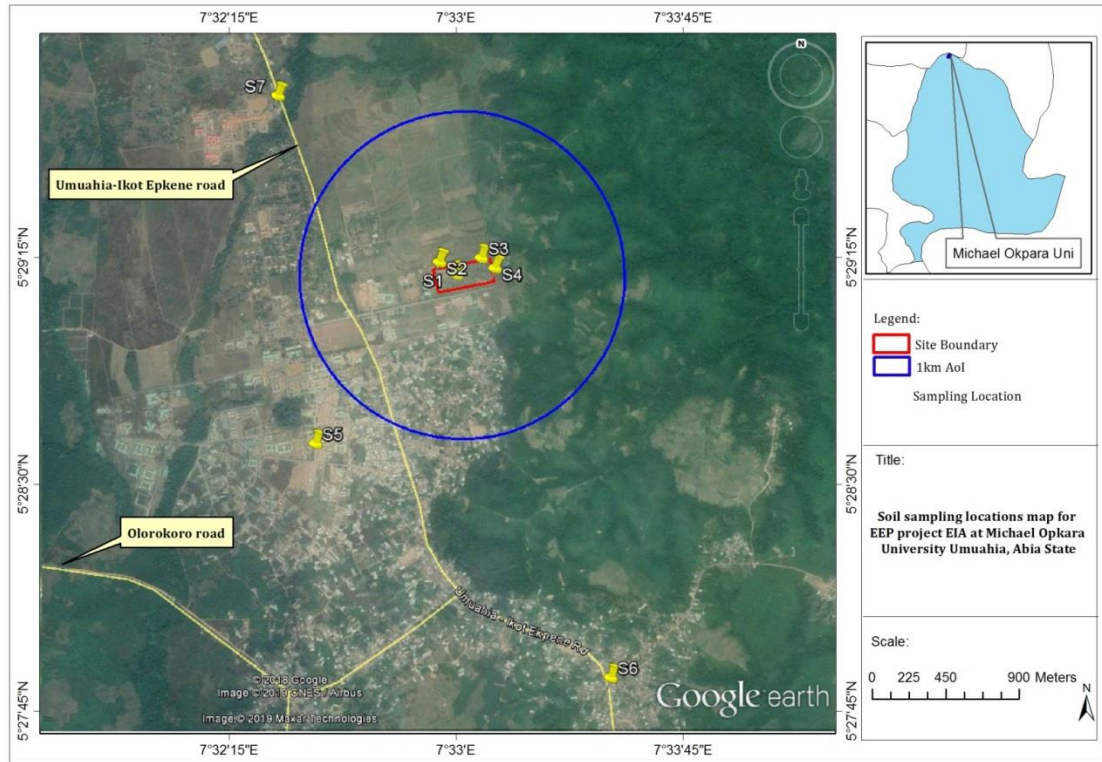 7°32'15"E
7°33'E
7°33'45"E
N
S7
Umuahia-Ikot Epkene road
5°29'15"N
5°29'15"N
S3
S2
S4
S1
S5
5°28'30"N
5°28'30"N
Olorokoro road
Umuahia - Ikot Ekpene Rd
S6
© 2018 Google
Image © 2019 CNES / Airbus
Image © 2019 Maxar Technologies
Google earth
5°27'45"N
5°27'45"N
7°32'15"E
7°33'E
7°33'45"E
Michael Okpara Uni
Legend:
Site Boundary
1km AoI
Sampling Location
Title:
Soil sampling locations map for
EEP project EIA at Michael Opkara
University Umuahia, Abia State
Scale:
0 225 450 900 Meters
N